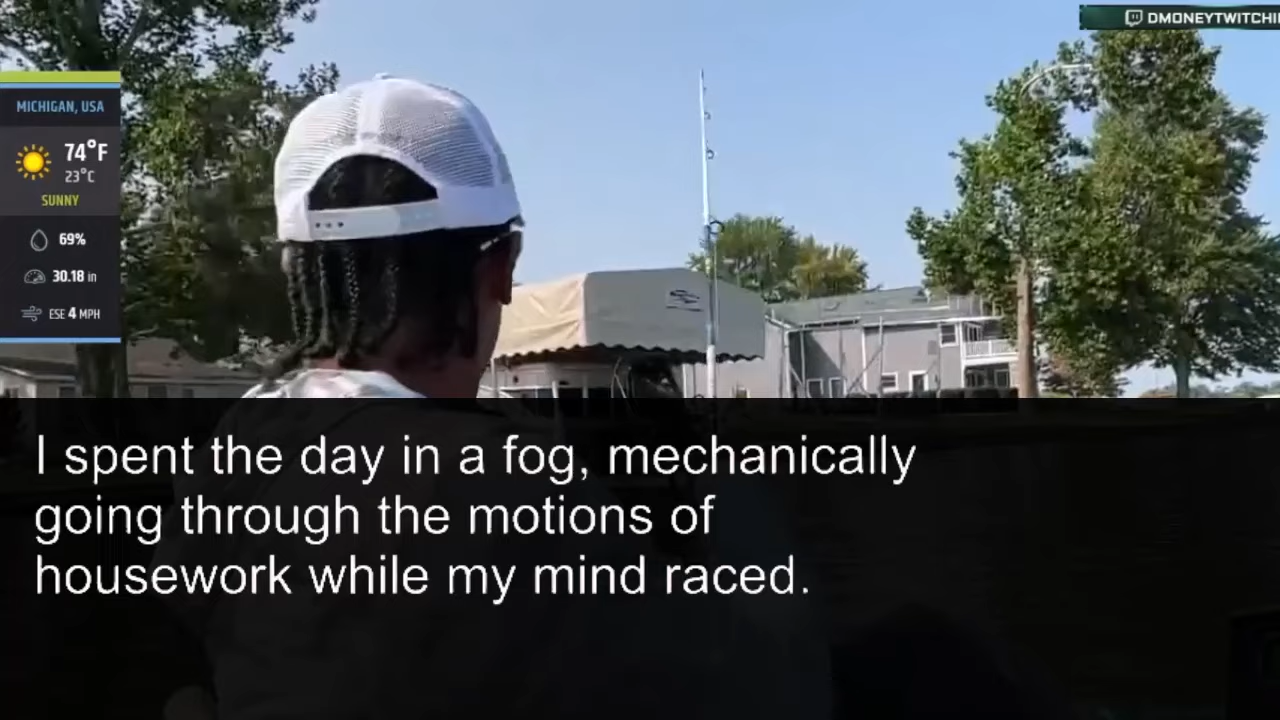 DMONEYTWITCHI
MICHIGAN, USA
74°F
23°C
SUNNY
69%
30.18 in
ESE 4 MPH
I spent the day in a fog, mechanically
going through the motions of
housework while my mind raced.